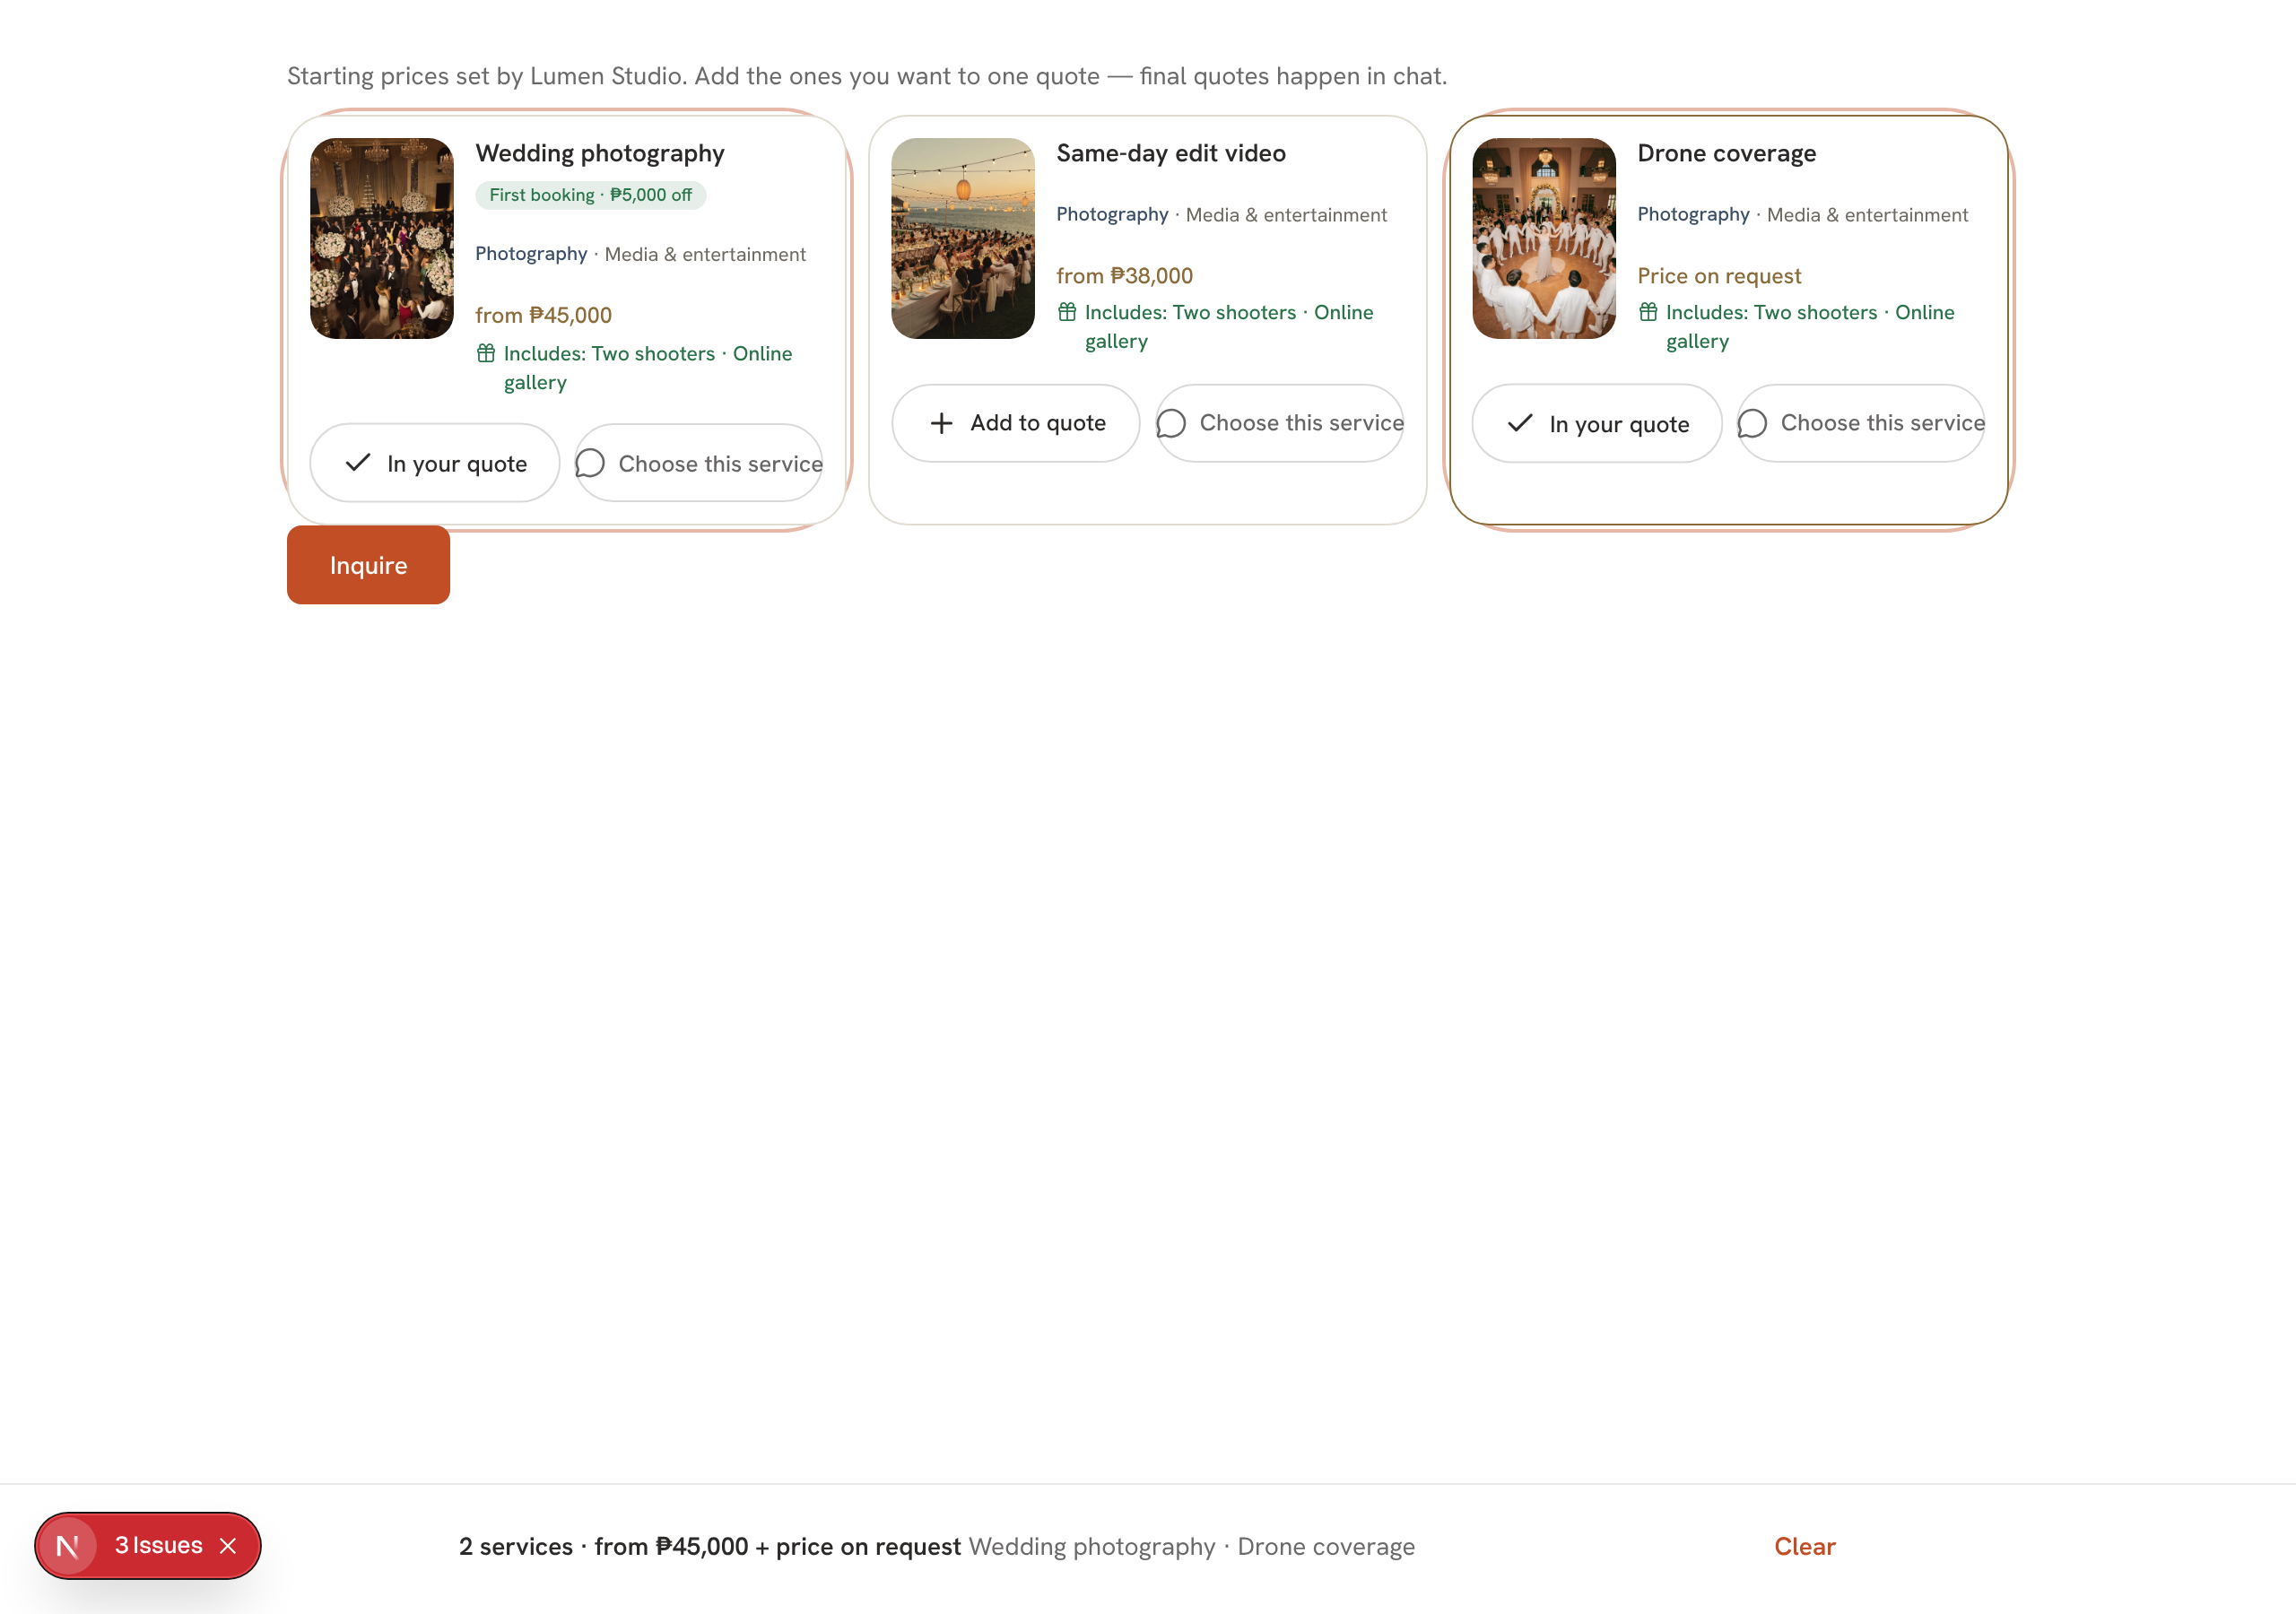 Starting prices set by Lumen Studio. Add the ones you want to one quote — final quotes happen in chat.
Wedding photography
First booking · ₱5,000 off
Photography · Media & entertainment
from ₱45,000
Includes: Two shooters · Online
gallery
In your quote
Choose this service
Same-day edit video
Photography · Media & entertainment
from ₱38,000
Includes: Two shooters · Online
gallery
Add to quote
Choose this service
Drone coverage
Photography · Media & entertainment
Price on request
Includes: Two shooters · Online
gallery
In your quote
Choose this service
Inquire
N 3 Issues
2 services · from ₱45,000 + price on request Wedding photography · Drone coverage
Clear